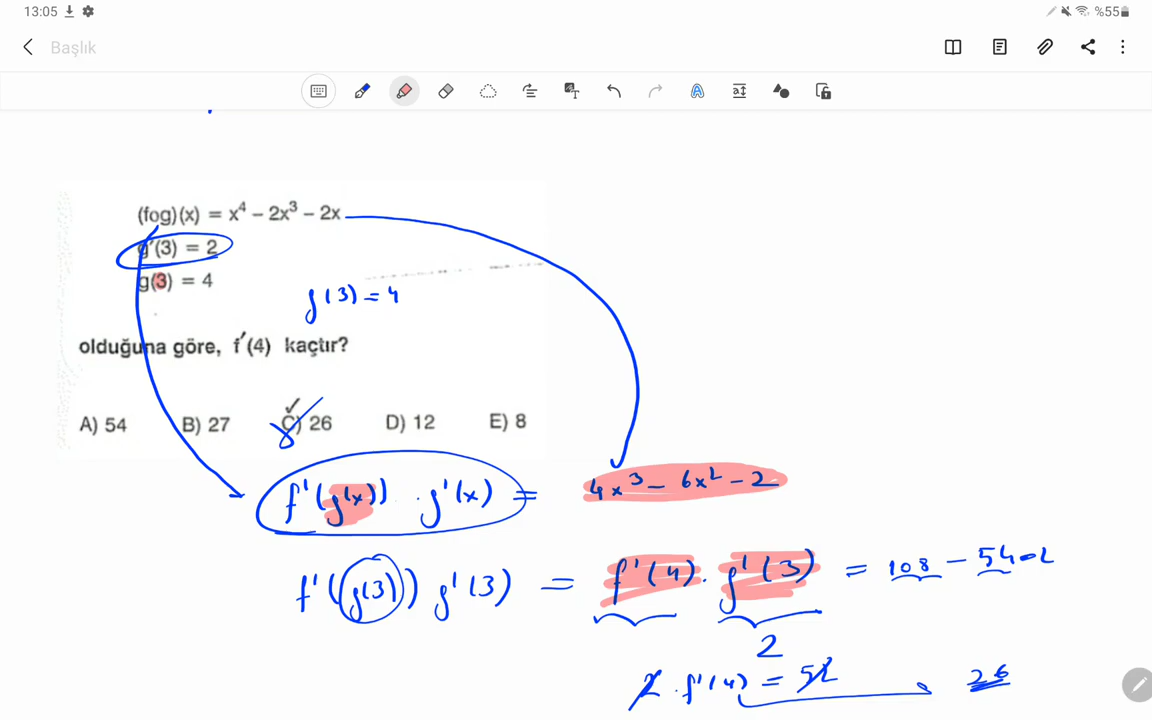 13:05 %55
Başlık
(fog)(x) = x⁴ – 2x³ – 2x
g'(3) = 2
g(3) = 4
g(3) = 4
olduğuna göre, f'(4) kaçtır?
A) 54 B) 27 C) 26 D) 12 E) 8
f'(g(x)) . g'(x) = 4x³ – 6x² – 2
f'(g(3)) g'(3) = f'(4) . g'(3) = 108 – 54 – 2
2
2 . f'(4) = 52 26